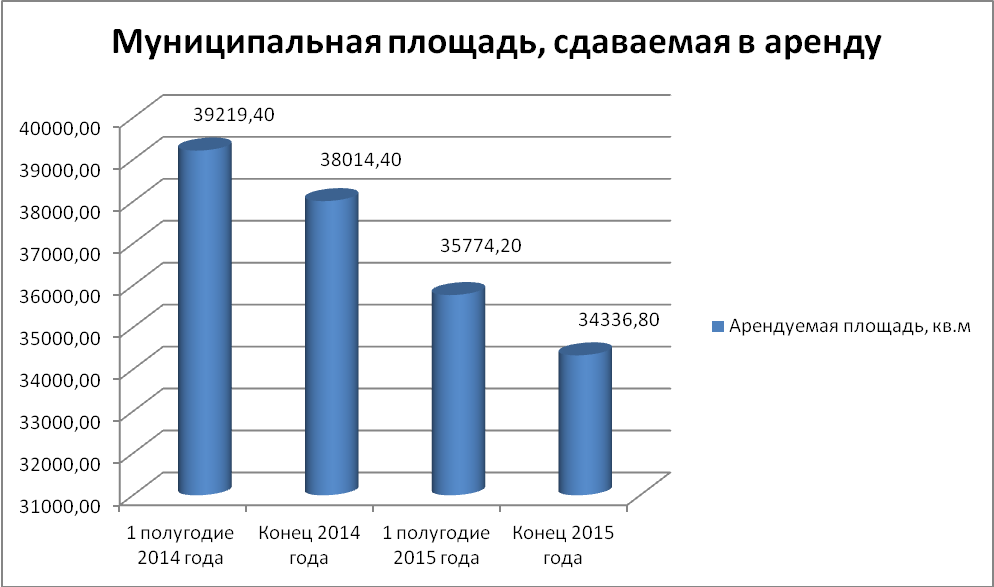 Муниципальная площадь, сдаваемая в аренду
40000,00
39000,00
38000,00
37000,00
36000,00
35000,00
34000,00
33000,00
32000,00
31000,00
39219,40
38014,40
35774,20
34336,80
1 полугодие
2014 года
Конец 2014
года
1 полугодие
2015 года
Конец 2015
года
Арендуемая площадь, кв.м